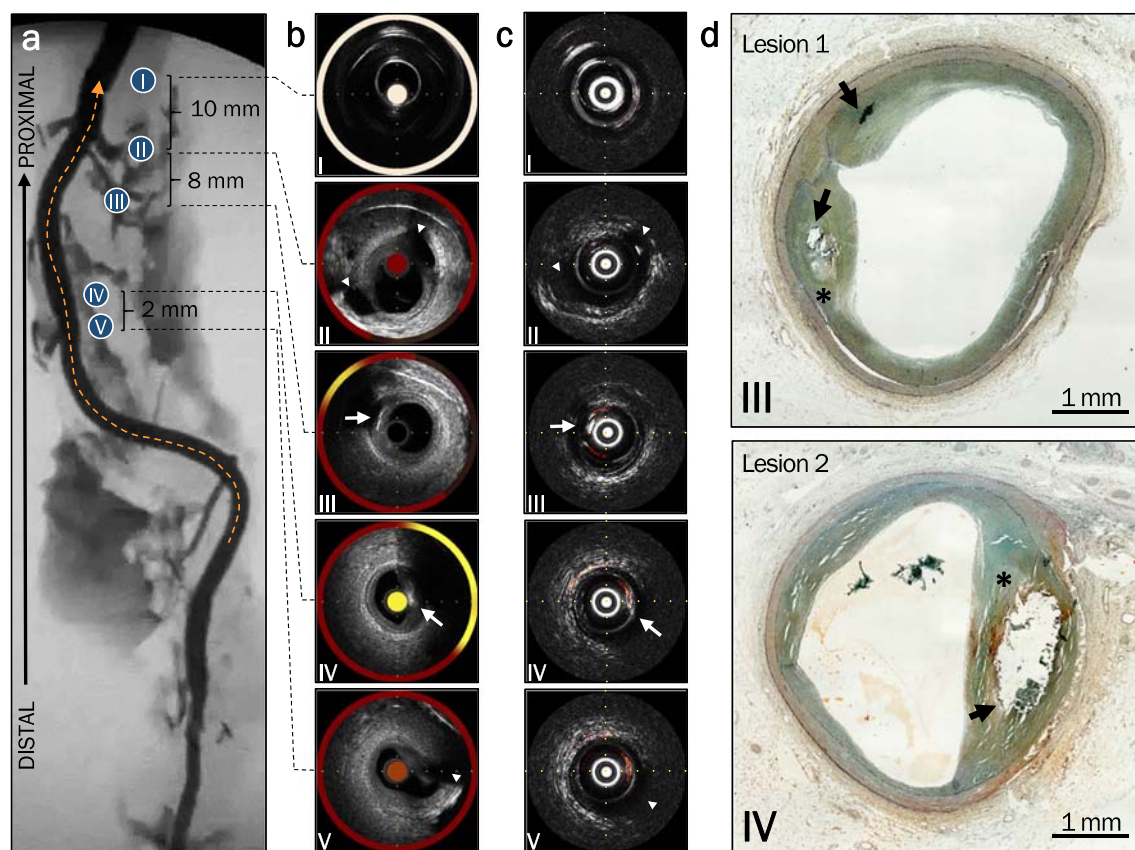 a
PROXIMAL
DISTAL
I
10 mm
II
8 mm
III
IV
2 mm
V
b
I
II
III
IV
V
c
I
II
III
IV
V
d
Lesion 1
*
III
1 mm
Lesion 2
*
IV
1 mm